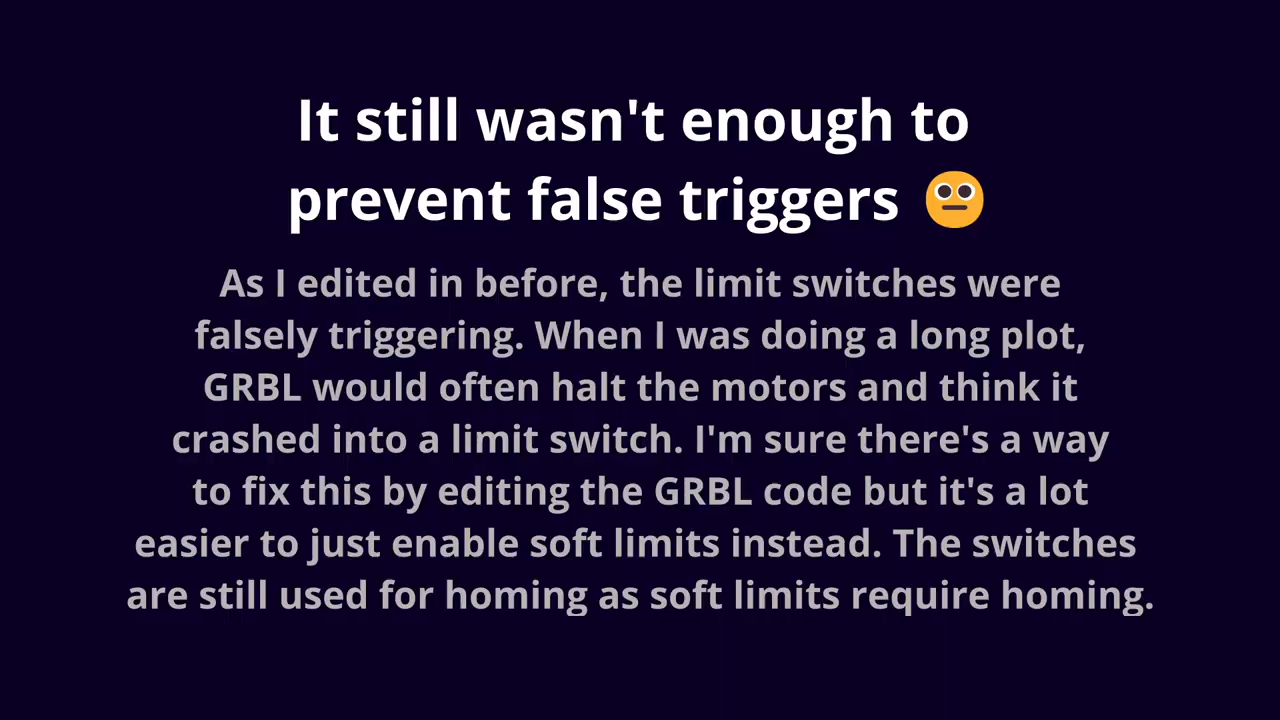 It still wasn't enough to
prevent false triggers 😐
As I edited in before, the limit switches were
falsely triggering. When I was doing a long plot,
GRBL would often halt the motors and think it
crashed into a limit switch. I'm sure there's a way
to fix this by editing the GRBL code but it's a lot
easier to just enable soft limits instead. The switches
are still used for homing as soft limits require homing.